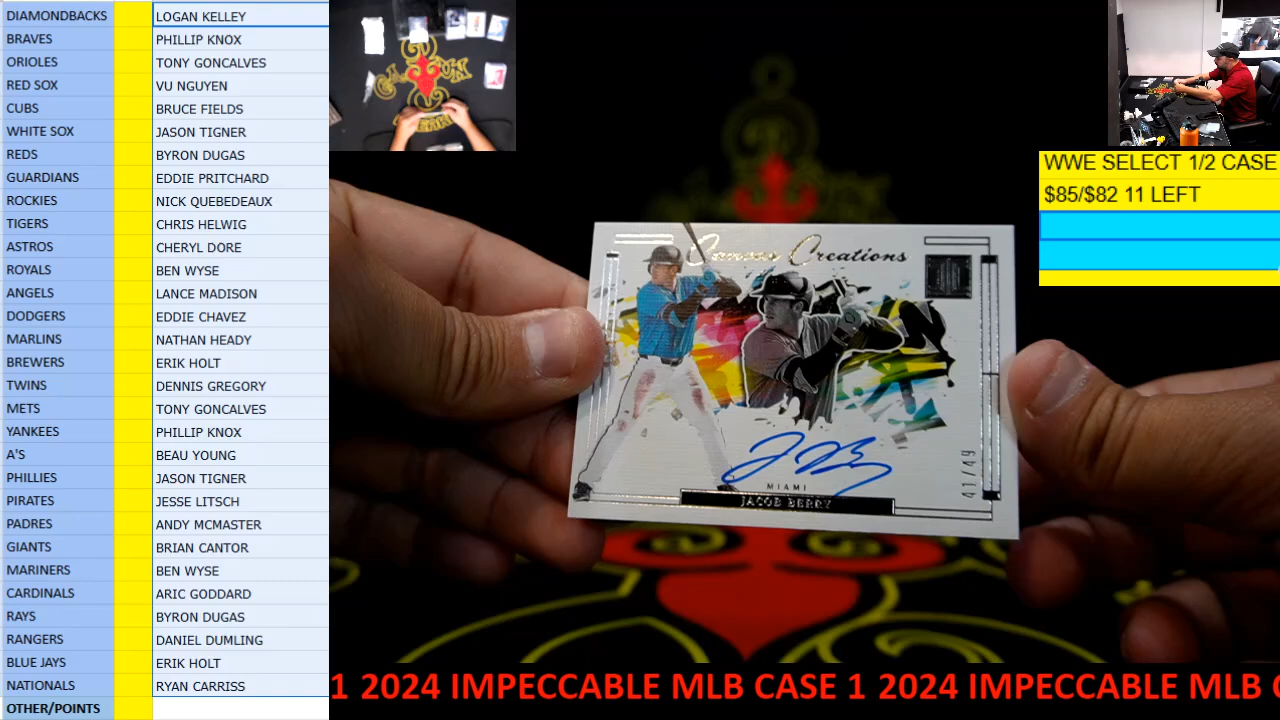 DIAMONDBACKS LOGAN KELLEY
BRAVES PHILLIP KNOX
ORIOLES TONY GONCALVES
RED SOX VU NGUYEN
CUBS BRUCE FIELDS
WHITE SOX JASON TIGNER
REDS BYRON DUGAS
GUARDIANS EDDIE PRITCHARD
ROCKIES NICK QUEBEDEAUX
TIGERS CHRIS HELWIG
ASTROS CHERYL DORE
ROYALS BEN WYSE
ANGELS LANCE MADISON
DODGERS EDDIE CHAVEZ
MARLINS NATHAN HEADY
BREWERS ERIK HOLT
TWINS DENNIS GREGORY
METS TONY GONCALVES
YANKEES PHILLIP KNOX
A'S BEAU YOUNG
PHILLIES JASON TIGNER
PIRATES JESSE LITSCH
PADRES ANDY MCMASTER
GIANTS BRIAN CANTOR
MARINERS BEN WYSE
CARDINALS ARIC GODDARD
RAYS BYRON DUGAS
RANGERS DANIEL DUMLING
BLUE JAYS ERIK HOLT
NATIONALS RYAN CARRISS
OTHER/POINTS
WWE SELECT 1/2 CASE
$85/$82 11 LEFT
Canvas Creations
MIAMI
JACOB BERRY
41/49
1 2024 IMPECCABLE MLB CASE 1 2024 IMPECCABLE MLB